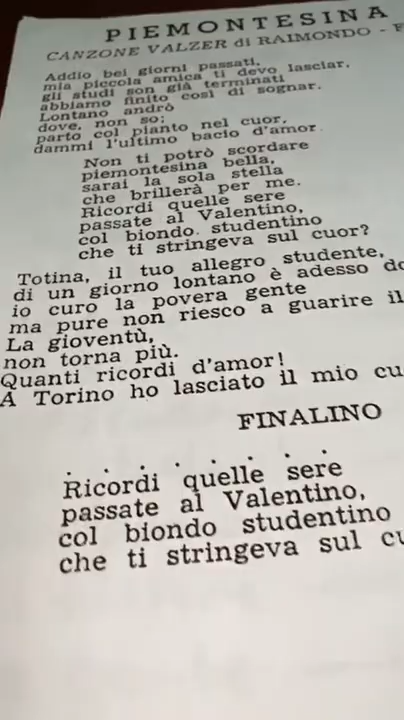 PIEMONTESINA
CANZONE VALZER di RAIMONDO - F
Addio bei giorni passati,
mia piccola amica ti devo lasciar,
gli studi son già terminati
abbiamo finito così di sognar.
Lontano andrò
dove, non so;
parto col pianto nel cuor,
dammi l'ultimo bacio d'amor.
Non ti potrò scordare
piemontesina bella,
sarai la sola stella
che brillerà per me.
Ricordi quelle sere
passate al Valentino,
col biondo studentino
che ti stringeva sul cuor?
Totina, il tuo allegro studente,
di un giorno lontano è adesso do
io curo la povera gente
ma pure non riesco a guarire il
La gioventù,
non torna più.
Quanti ricordi d'amor!
A Torino ho lasciato il mio cu
FINALINO
. . . . . . . .
Ricordi quelle sere
passate al Valentino,
col biondo studentino
che ti stringeva sul cu